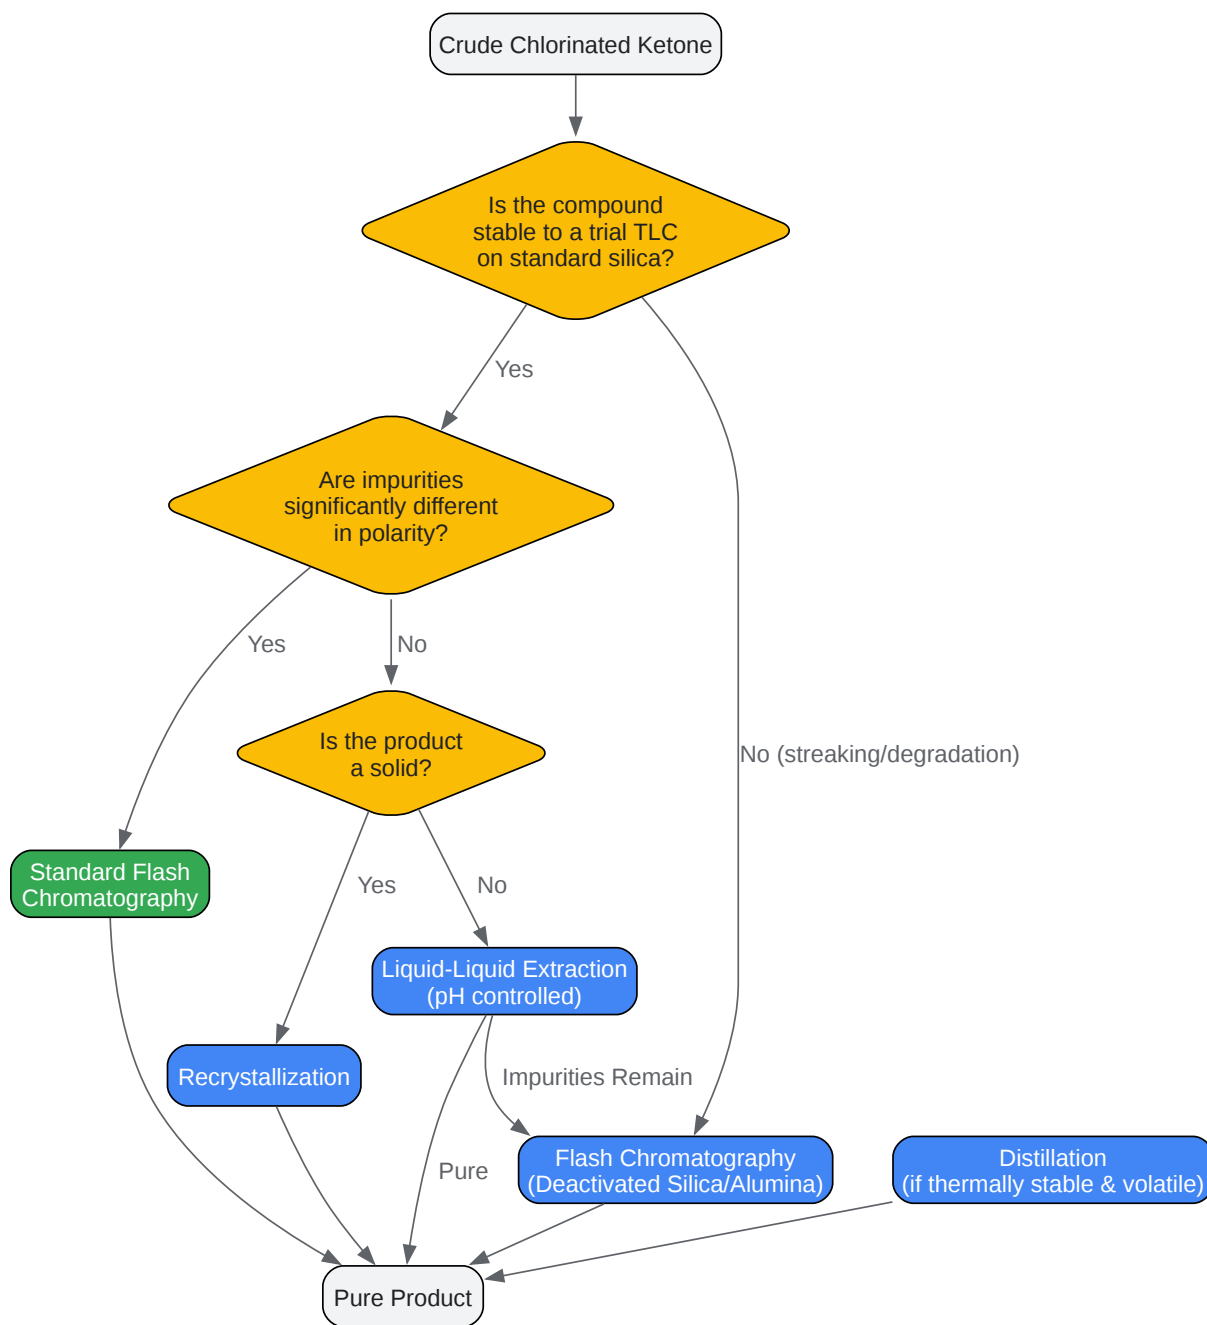 Crude Chlorinated Ketone
Is the compound
stable to a trial TLC
on standard silica?
Yes
Are impurities
significantly different
in polarity?
Yes
No
Is the product
a solid?
No (streaking/degradation)
Standard Flash
Chromatography
Yes
No
Liquid-Liquid Extraction
(pH controlled)
Recrystallization
Impurities Remain
Pure
Flash Chromatography
(Deactivated Silica/Alumina)
Distillation
(if thermally stable & volatile)
Pure Product